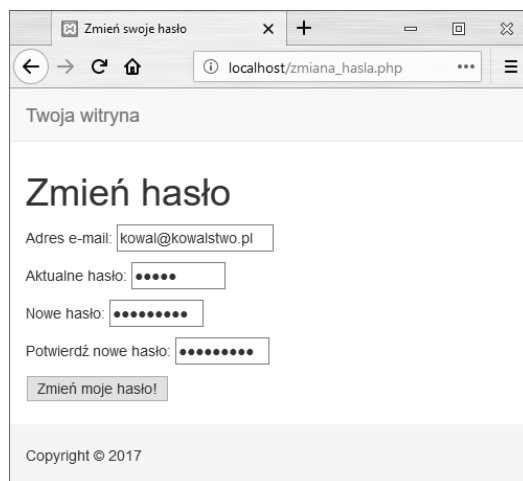 Zmień swoje hasło
localhost/zmiana_hasla.php
Twoja witryna
Zmień hasło
Adres e-mail: kowal@kowalstwo.pl
Aktualne hasło: •••••
Nowe hasło: •••••••••
Potwierdź nowe hasło: •••••••••
Zmień moje hasło!
Copyright © 2017